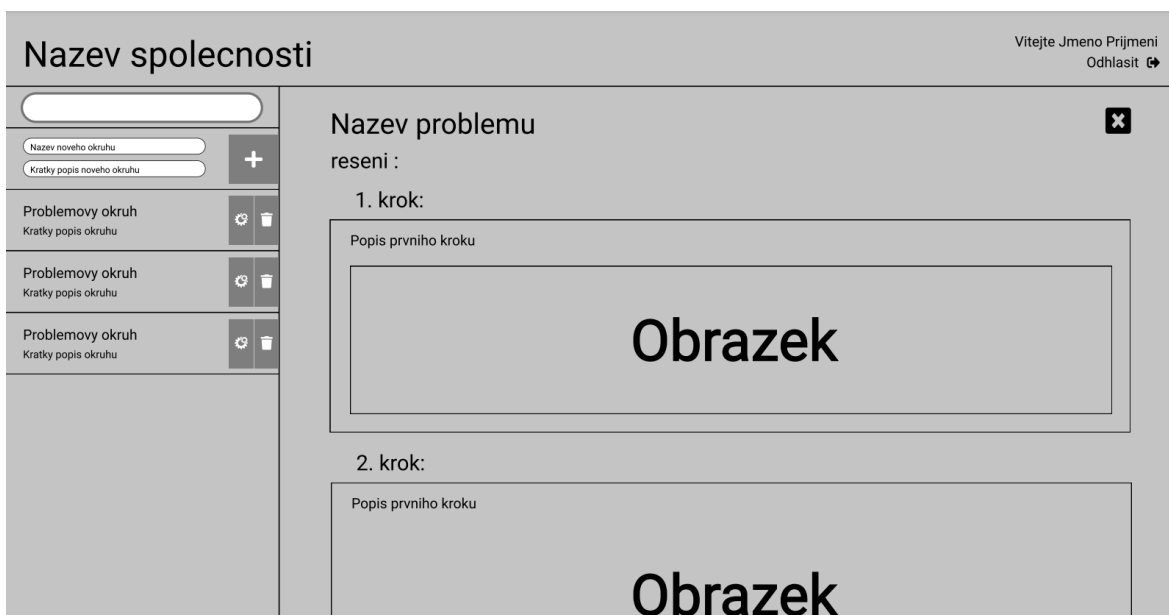 Nazev spolecnosti
Vitejte Jmeno Prijmeni
Odhlasit
Nazev noveho okruhu
Kratky popis noveho okruhu
Problemovy okruh
Kratky popis okruhu
Problemovy okruh
Kratky popis okruhu
Problemovy okruh
Kratky popis okruhu
Nazev problemu
reseni :
1. krok:
Popis prvniho kroku
Obrazek
2. krok:
Popis prvniho kroku
Obrazek